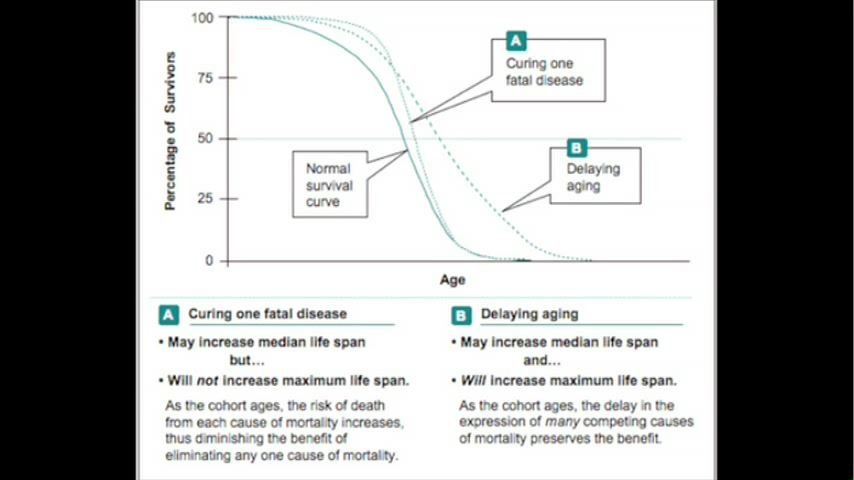 100
75
50
25
0
Percentage of Survivors
Age
A
Curing one
fatal disease
B
Delaying
aging
Normal
survival
curve
A Curing one fatal disease
• May increase median life span
but...
• Will not increase maximum life span.
As the cohort ages, the risk of death
from each cause of mortality increases,
thus diminishing the benefit of
eliminating any one cause of mortality.
B Delaying aging
• May increase median life span
and...
• Will increase maximum life span.
As the cohort ages, the delay in the
expression of many competing causes
of mortality preserves the benefit.